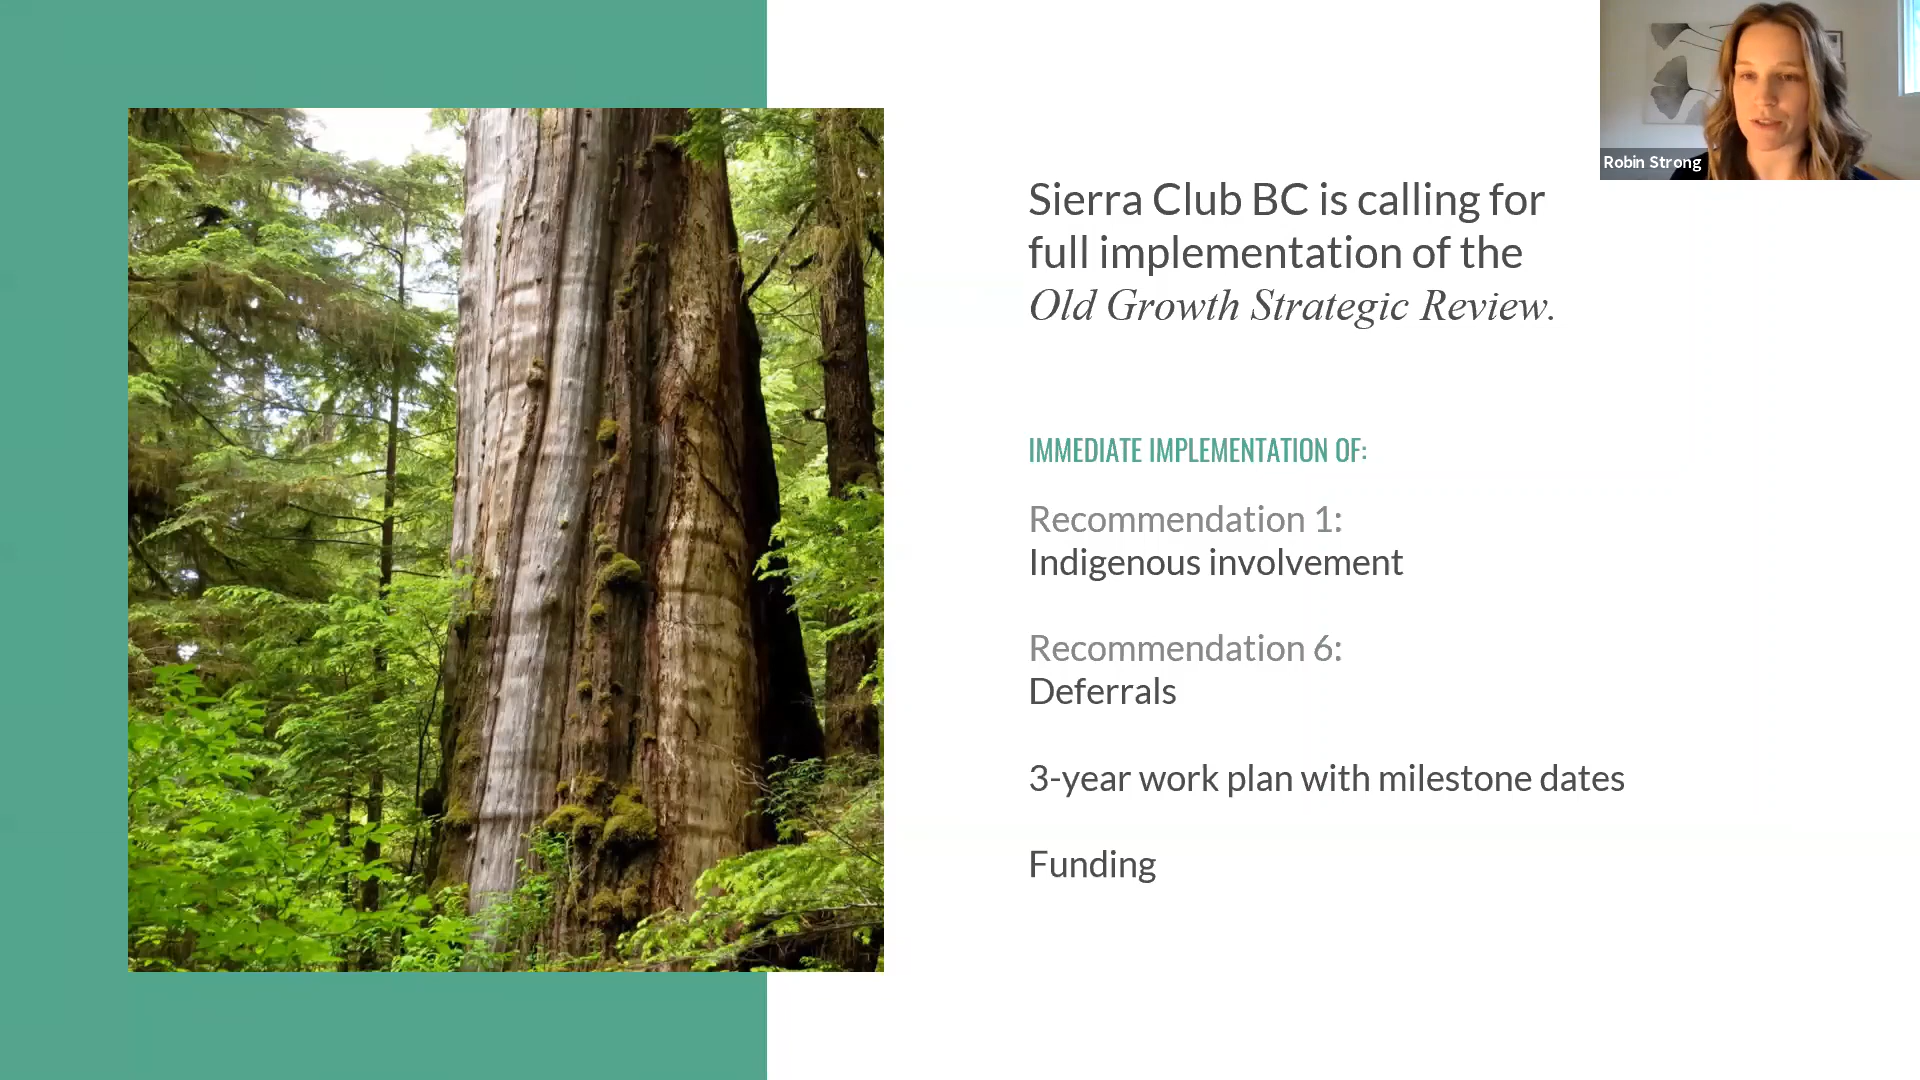 Robin Strong
Sierra Club BC is calling for
full implementation of the
Old Growth Strategic Review.
IMMEDIATE IMPLEMENTATION OF:
Recommendation 1:
Indigenous involvement
Recommendation 6:
Deferrals
3-year work plan with milestone dates
Funding